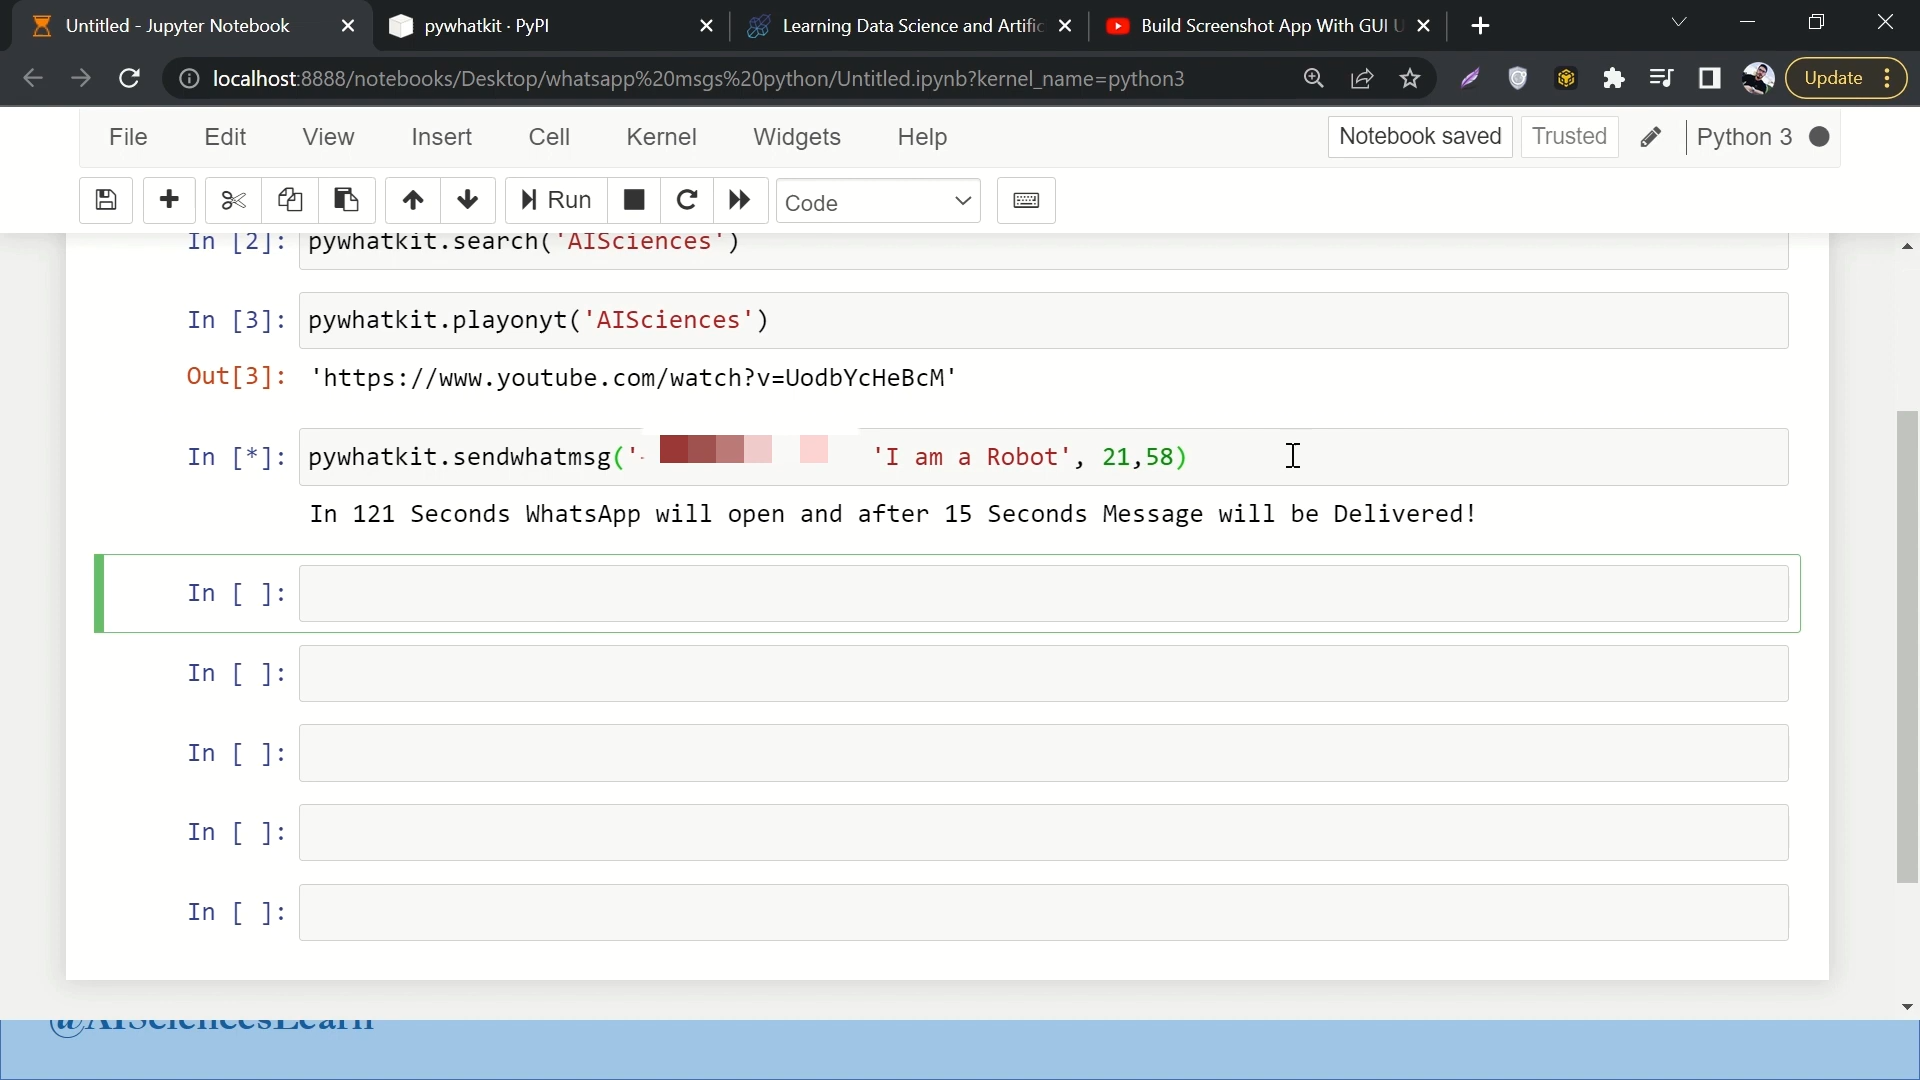 Untitled - Jupyter Notebook
pywhatkit · PyPI
Learning Data Science and Artific
Build Screenshot App With GUI U
localhost:8888/notebooks/Desktop/whatsapp%20msgs%20python/Untitled.ipynb?kernel_name=python3
Update
File Edit View Insert Cell Kernel Widgets Help
Notebook saved Trusted Python 3
Run Code
In [2]: pywhatkit.search('AISciences')
In [3]: pywhatkit.playonyt('AISciences')
Out[3]: 'https://www.youtube.com/watch?v=UodbYcHeBcM'
In [*]: pywhatkit.sendwhatmsg(' 'I am a Robot', 21,58)
In 121 Seconds WhatsApp will open and after 15 Seconds Message will be Delivered!
In [ ]:
In [ ]:
In [ ]:
In [ ]:
In [ ]:
@AISciencesLearn